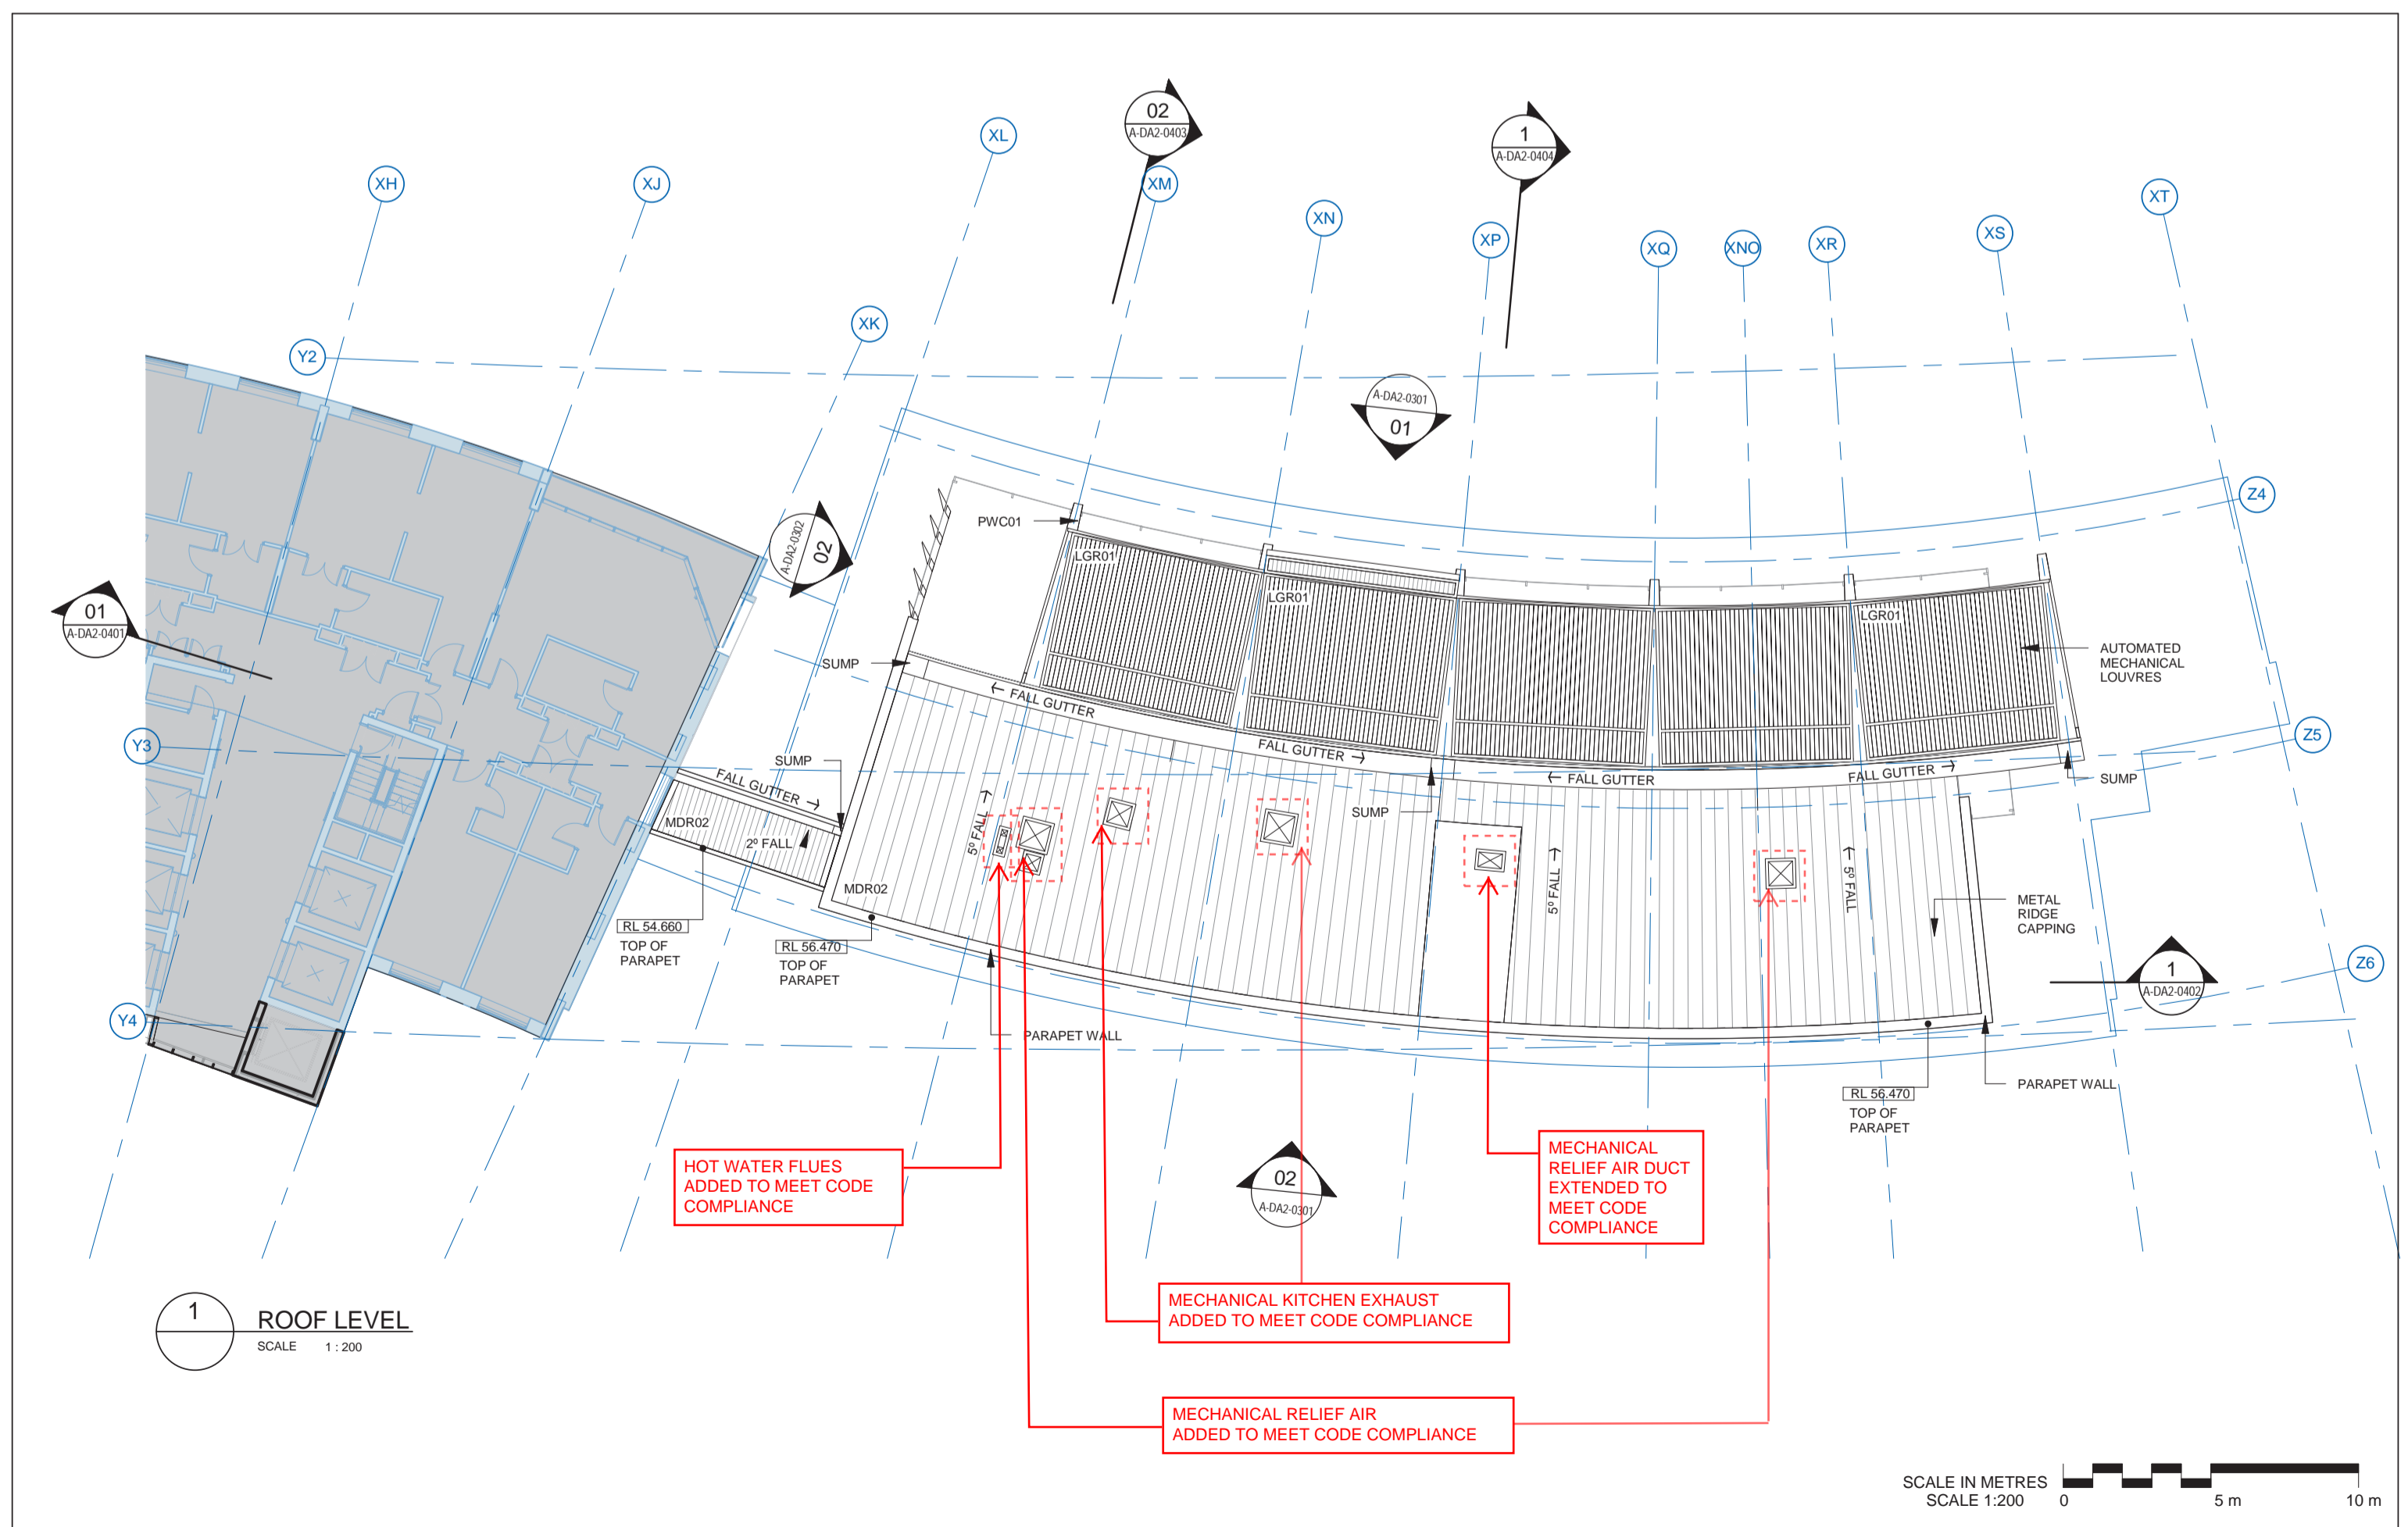 02
A-DA2-0403
1
A-DA2-0404
XL
XH
XJ
XM
XN
XP
XQ
XNO
XR
XS
XT
XK
Y2
A-DA2-0301
01
Z4
PWC01
A-DA2-0302
02
LGR01
LGR01
LGR01
01
A-DA2-0401
SUMP
AUTOMATED
MECHANICAL
LOUVRES
← FALL GUTTER
FALL GUTTER →
← FALL GUTTER
FALL GUTTER →
Z5
Y3
SUMP
FALL GUTTER →
SUMP
SUMP
MDR02
2º FALL
5º FALL →
MDR02
5º FALL →
← 5º FALL
RL 54.660
TOP OF
PARAPET
RL 56.470
TOP OF
PARAPET
METAL
RIDGE
CAPPING
Z6
1
A-DA2-0402
Y4
PARAPET WALL
PARAPET WALL
RL 56.470
TOP OF
PARAPET
HOT WATER FLUES
ADDED TO MEET CODE
COMPLIANCE
02
A-DA2-0301
MECHANICAL
RELIEF AIR DUCT
EXTENDED TO
MEET CODE
COMPLIANCE
MECHANICAL KITCHEN EXHAUST
ADDED TO MEET CODE COMPLIANCE
1
ROOF LEVEL
SCALE 1 : 200
MECHANICAL RELIEF AIR
ADDED TO MEET CODE COMPLIANCE
SCALE IN METRES
SCALE 1:200
0 5 m 10 m